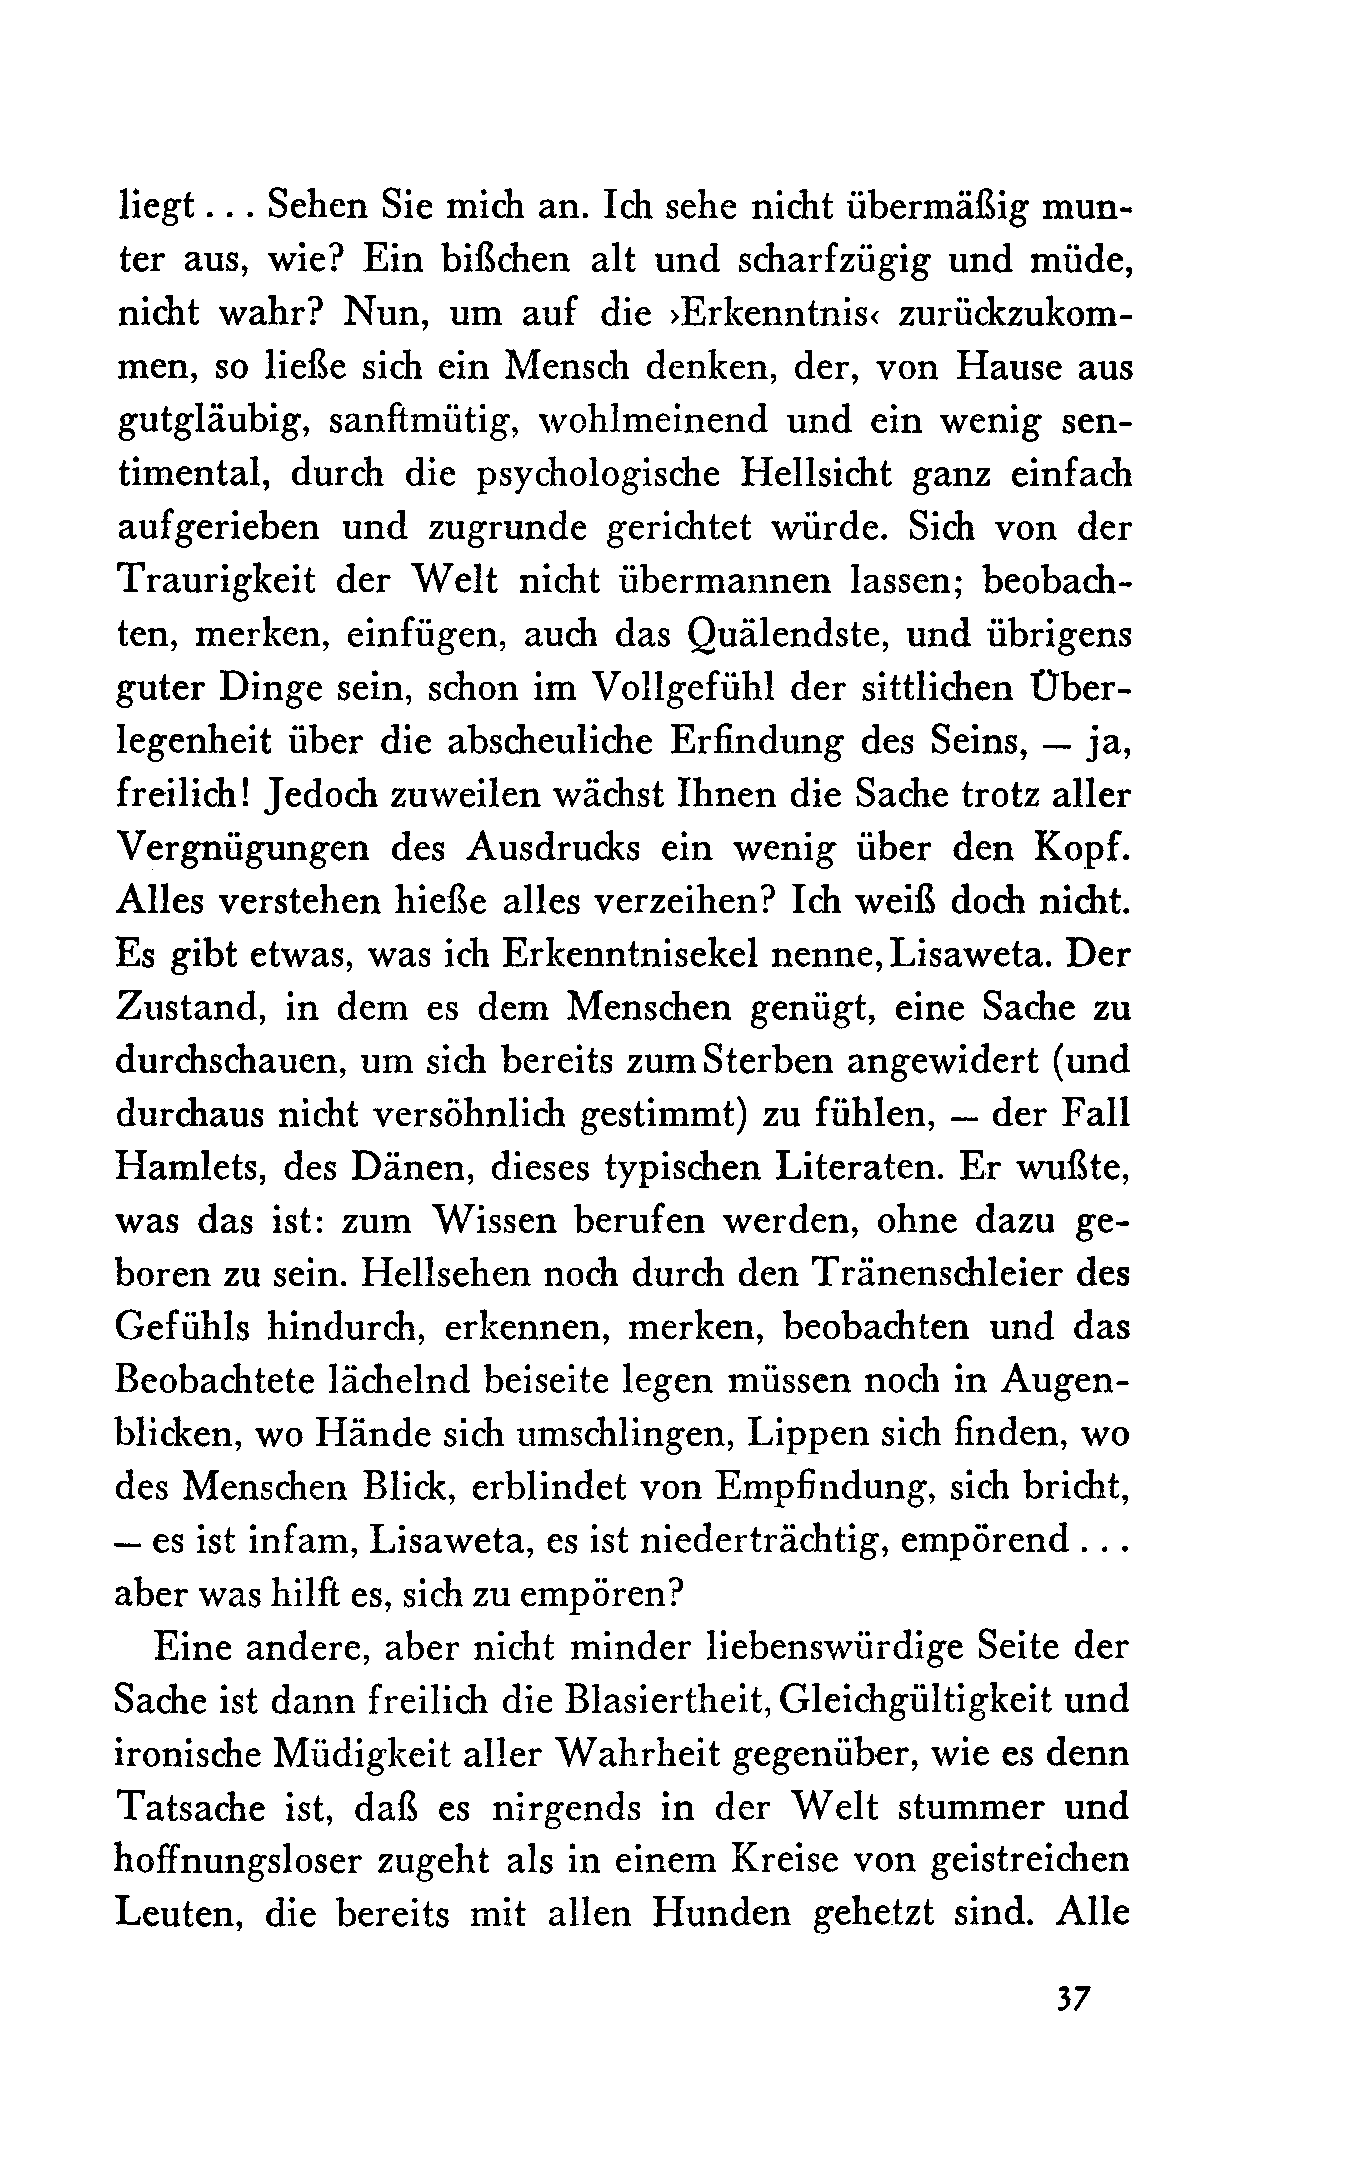 liegt . . . Sehen Sie mich an. Ich sehe nicht übermäßig mun-
ter aus, wie? Ein bißchen alt und scharfzügig und müde,
nicht wahr? Nun, um auf die ›Erkenntnis‹ zurückzukom-
men, so ließe sich ein Mensch denken, der, von Hause aus
gutgläubig, sanftmütig, wohlmeinend und ein wenig sen-
timental, durch die psychologische Hellsicht ganz einfach
aufgerieben und zugrunde gerichtet würde. Sich von der
Traurigkeit der Welt nicht übermannen lassen; beobach-
ten, merken, einfügen, auch das Quälendste, und übrigens
guter Dinge sein, schon im Vollgefühl der sittlichen Über-
legenheit über die abscheuliche Erfindung des Seins, — ja,
freilich! Jedoch zuweilen wächst Ihnen die Sache trotz aller
Vergnügungen des Ausdrucks ein wenig über den Kopf.
Alles verstehen hieße alles verzeihen? Ich weiß doch nicht.
Es gibt etwas, was ich Erkenntnisekel nenne, Lisaweta. Der
Zustand, in dem es dem Menschen genügt, eine Sache zu
durchschauen, um sich bereits zum Sterben angewidert (und
durchaus nicht versöhnlich gestimmt) zu fühlen, — der Fall
Hamlets, des Dänen, dieses typischen Literaten. Er wußte,
was das ist: zum Wissen berufen werden, ohne dazu ge-
boren zu sein. Hellsehen noch durch den Tränenschleier des
Gefühls hindurch, erkennen, merken, beobachten und das
Beobachtete lächelnd beiseite legen müssen noch in Augen-
blicken, wo Hände sich umschlingen, Lippen sich finden, wo
des Menschen Blick, erblindet von Empfindung, sich bricht,
— es ist infam, Lisaweta, es ist niederträchtig, empörend . . .
aber was hilft es, sich zu empören?
Eine andere, aber nicht minder liebenswürdige Seite der
Sache ist dann freilich die Blasiertheit, Gleichgültigkeit und
ironische Müdigkeit aller Wahrheit gegenüber, wie es denn
Tatsache ist, daß es nirgends in der Welt stummer und
hoffnungsloser zugeht als in einem Kreise von geistreichen
Leuten, die bereits mit allen Hunden gehetzt sind. Alle
37